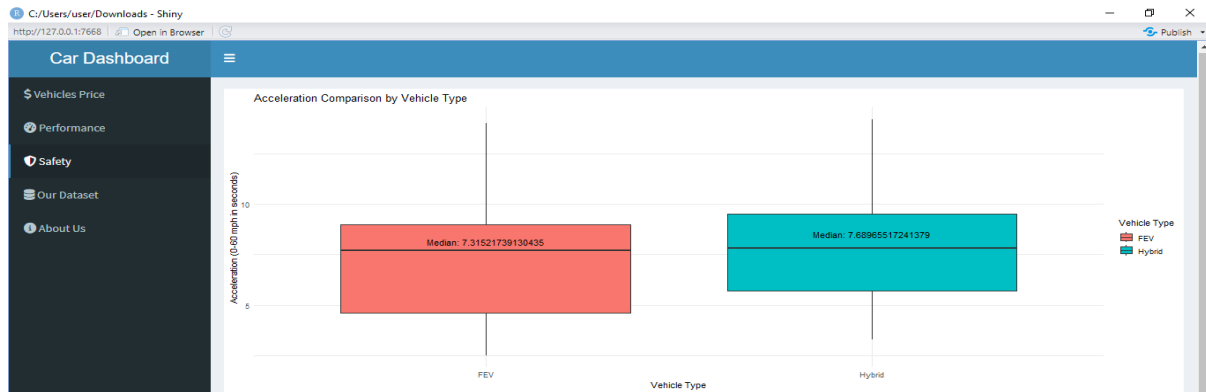 C:/Users/user/Downloads - Shiny
http://127.0.0.1:7668 Open in Browser Publish
Car Dashboard
Vehicles Price
Performance
Safety
Our Dataset
About Us
Acceleration Comparison by Vehicle Type
Acceleration (0-60 mph in seconds)
10
5
Median: 7.31521739130435
Median: 7.68965517241379
FEV
Hybrid
Vehicle Type
Vehicle Type
FEV
Hybrid